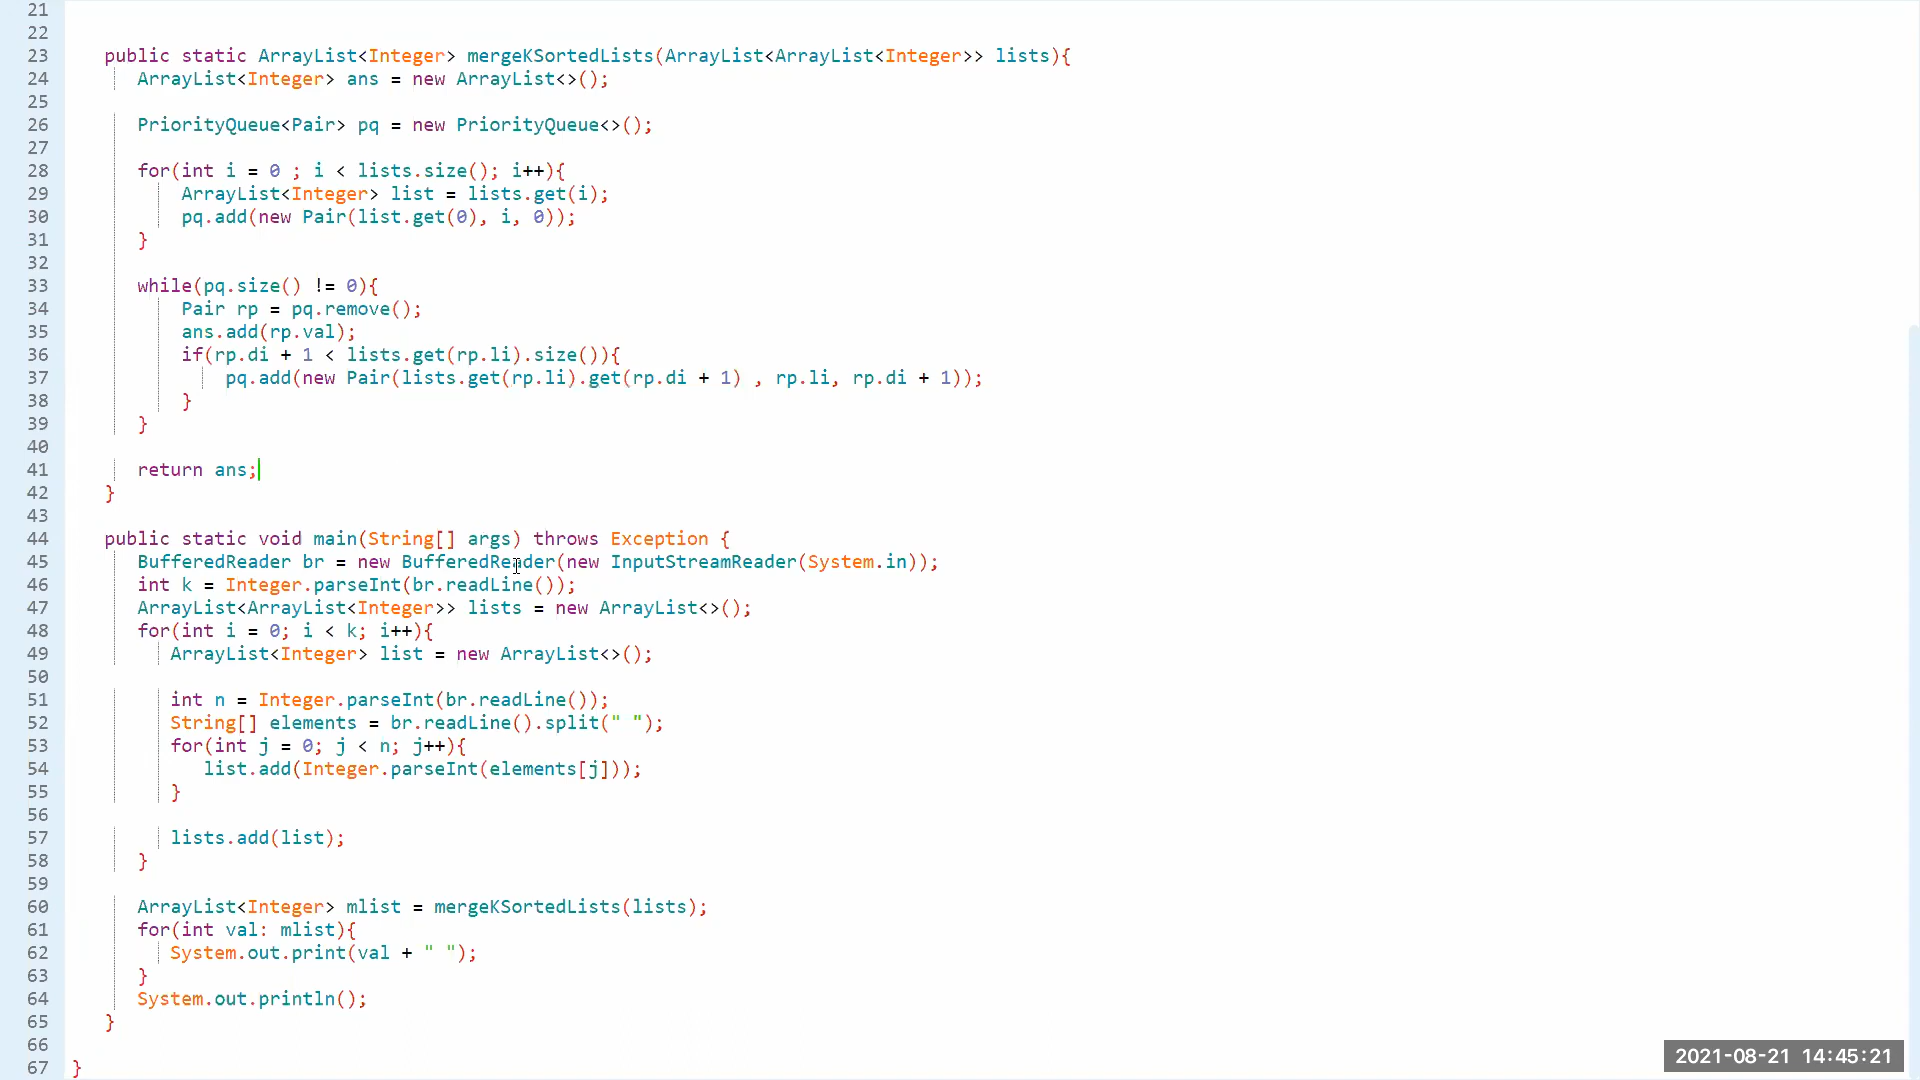 21
22
23 public static ArrayList<Integer> mergeKSortedLists(ArrayList<ArrayList<Integer>> lists){
24 ArrayList<Integer> ans = new ArrayList<>();
25
26 PriorityQueue<Pair> pq = new PriorityQueue<>();
27
28 for(int i = 0 ; i < lists.size(); i++){
29 ArrayList<Integer> list = lists.get(i);
30 pq.add(new Pair(list.get(0), i, 0));
31 }
32
33 while(pq.size() != 0){
34 Pair rp = pq.remove();
35 ans.add(rp.val);
36 if(rp.di + 1 < lists.get(rp.li).size()){
37 pq.add(new Pair(lists.get(rp.li).get(rp.di + 1) , rp.li, rp.di + 1));
38 }
39 }
40
41 return ans;
42 }
43
44 public static void main(String[] args) throws Exception {
45 BufferedReader br = new BufferedReader(new InputStreamReader(System.in));
46 int k = Integer.parseInt(br.readLine());
47 ArrayList<ArrayList<Integer>> lists = new ArrayList<>();
48 for(int i = 0; i < k; i++){
49 ArrayList<Integer> list = new ArrayList<>();
50
51 int n = Integer.parseInt(br.readLine());
52 String[] elements = br.readLine().split(" ");
53 for(int j = 0; j < n; j++){
54 list.add(Integer.parseInt(elements[j]));
55 }
56
57 lists.add(list);
58 }
59
60 ArrayList<Integer> mlist = mergeKSortedLists(lists);
61 for(int val: mlist){
62 System.out.print(val + " ");
63 }
64 System.out.println();
65 }
66
67 }
2021-08-21 14:45:21